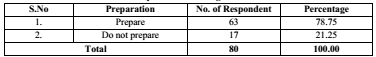 S.No Preparation No. of Respondent Percentage
1. Prepare 63 78.75
2. Do not prepare 17 21.25
Total 80 100.00